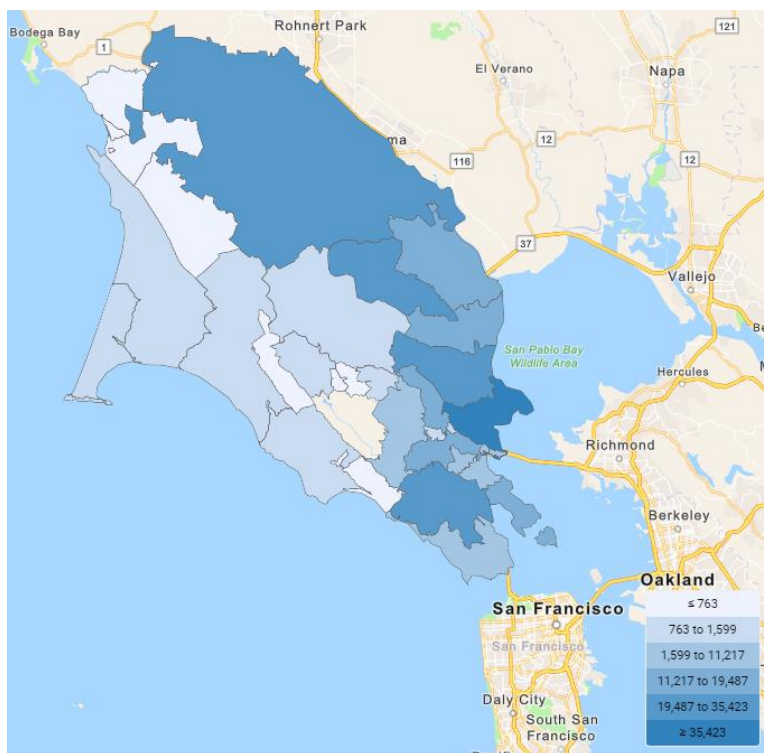 Rohnert Park
121
Bodega Bay
1
El Verano
Napa
12
ma
116
12
37
Vallejo
San Pablo Bay
Wildlife Area
Hercules
Richmond
Berkeley
Oakland
San Francisco
San Francisco
Daly City
South San
Francisco
≤ 763
763 to 1,599
1,599 to 11,217
11,217 to 19,487
19,487 to 35,423
≥ 35,423